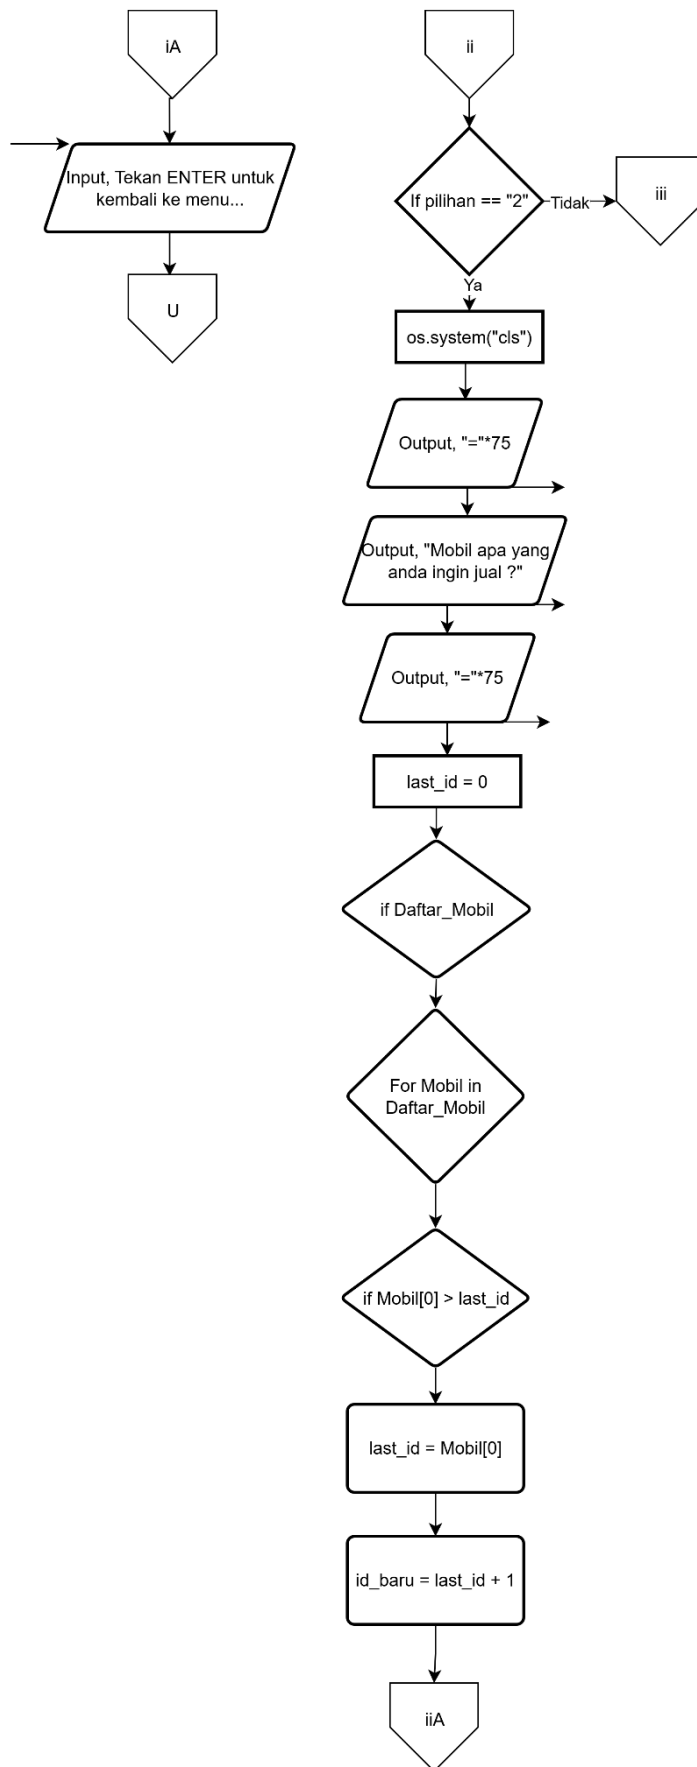 iA
Input, Tekan ENTER untuk
kembali ke menu...
U
ii
If pilihan == "2"
Tidak
iii
Ya
os.system("cls")
Output, "="*75
Output, "Mobil apa yang
anda ingin jual ?"
Output, "="*75
last_id = 0
if Daftar_Mobil
For Mobil in
Daftar_Mobil
if Mobil[0] > last_id
last_id = Mobil[0]
id_baru = last_id + 1
iiA